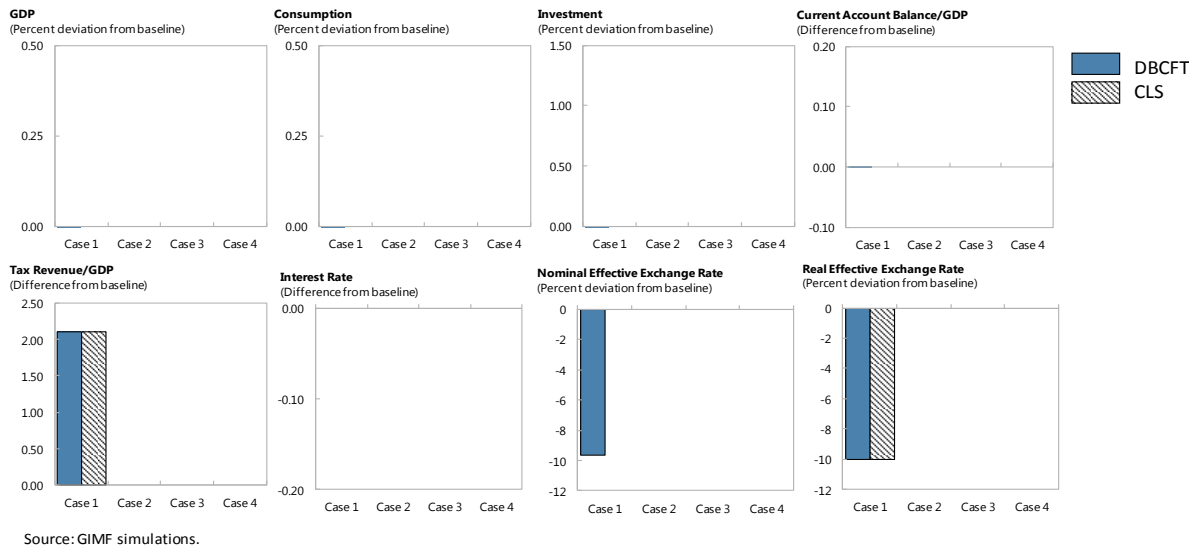 GDP
(Percent deviation from baseline)
0.50
0.25
0.00
Case 1 Case 2 Case 3 Case 4
Consumption
(Percent deviation from baseline)
0.50
0.25
0.00
Case 1 Case 2 Case 3 Case 4
Investment
(Percent deviation from baseline)
1.50
1.00
0.50
0.00
Case 1 Case 2 Case 3 Case 4
Current Account Balance/GDP
(Difference from baseline)
0.20
0.10
0.00
-0.10
Case 1 Case 2 Case 3 Case 4
DBCFT
CLS
Tax Revenue/GDP
(Difference from baseline)
2.50
2.00
1.50
1.00
0.50
0.00
Case 1 Case 2 Case 3 Case 4
Interest Rate
(Difference from baseline)
0.00
-0.10
-0.20
Case 1 Case 2 Case 3 Case 4
Nominal Effective Exchange Rate
(Percent deviation from baseline)
0
-2
-4
-6
-8
-10
-12
Case 1 Case 2 Case 3 Case 4
Real Effective Exchange Rate
(Percent deviation from baseline)
0
-2
-4
-6
-8
-10
-12
Case 1 Case 2 Case 3 Case 4
Source: GIMF simulations.